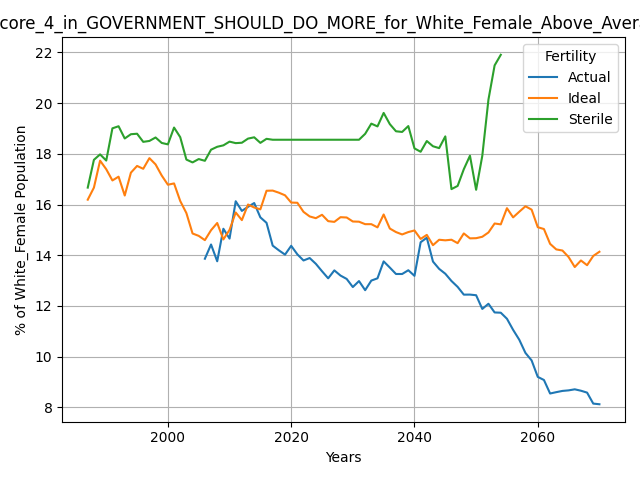 core_4_in_GOVERNMENT_SHOULD_DO_MORE_for_White_Female_Above_Aver
Fertility
Actual
Ideal
Sterile
% of White_Female Population
22
20
18
16
14
12
10
8
2000 2020 2040 2060
Years